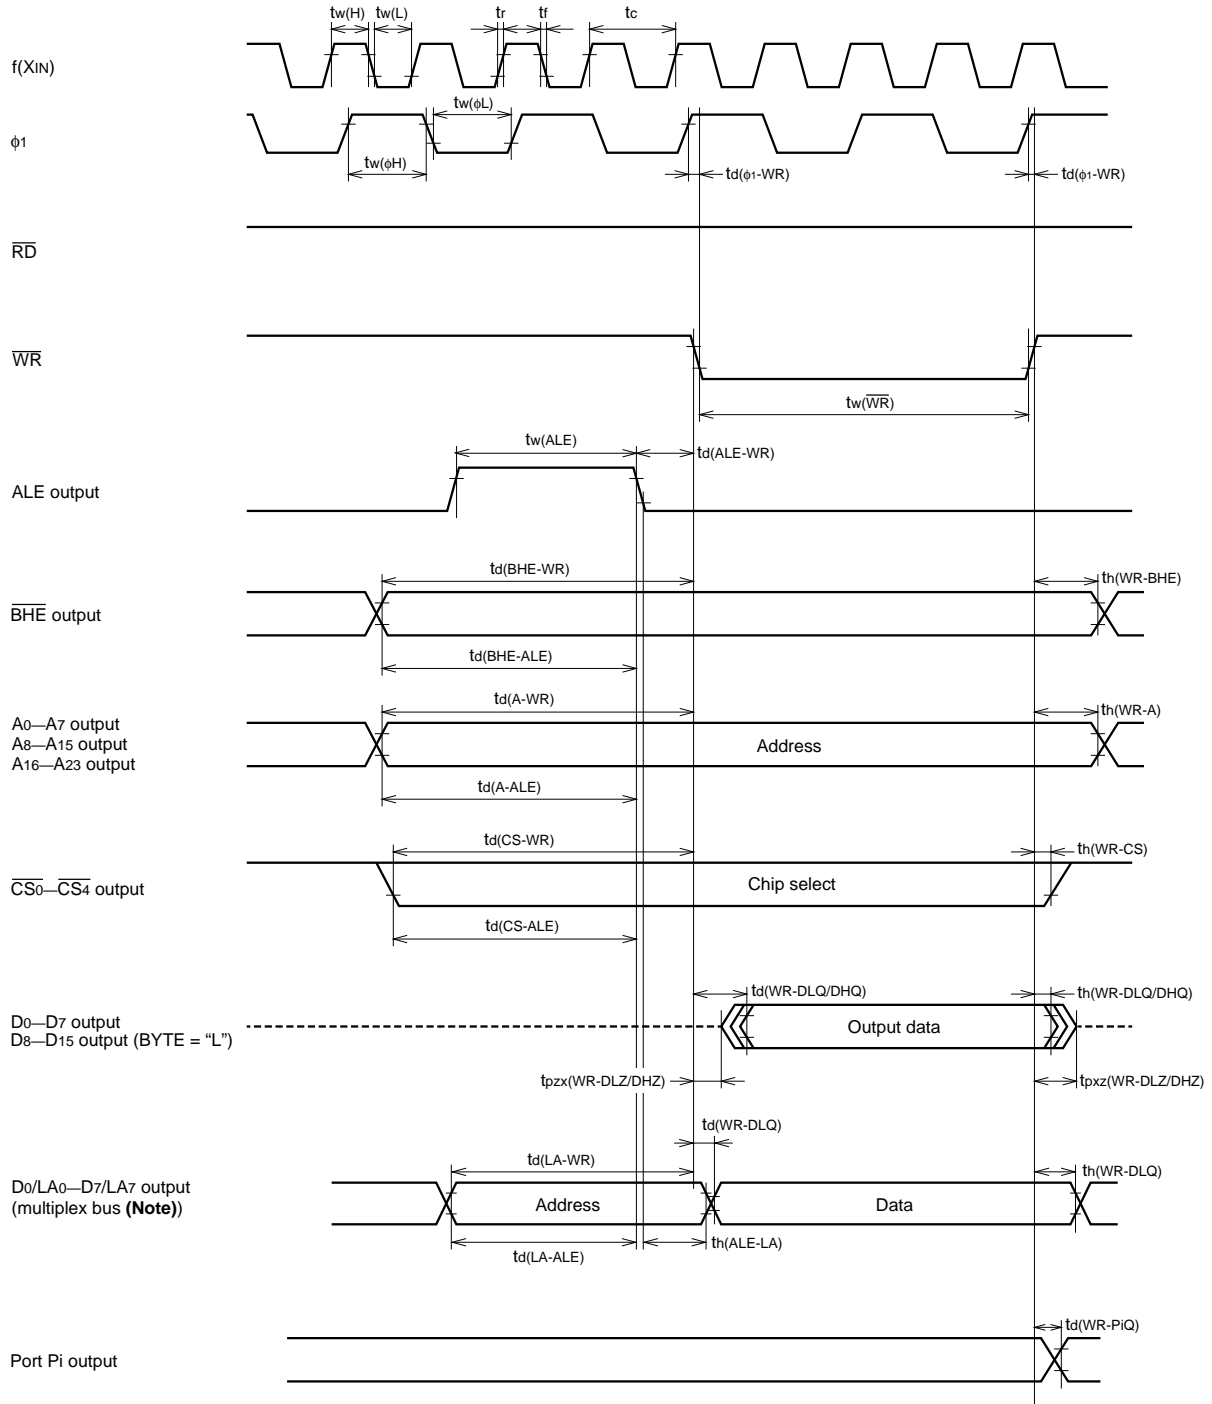 tw(H) tw(L) tr tf tc
f(XIN)
tw(ϕL)
ϕ1
tw(ϕH)
td(ϕ1-WR) td(ϕ1-WR)
RD
WR
tw(WR)
tw(ALE)
td(ALE-WR)
ALE output
td(BHE-WR)
th(WR-BHE)
BHE output
td(BHE-ALE)
td(A-WR)
th(WR-A)
A0—A7 output
A8—A15 output
Address
A16—A23 output
td(A-ALE)
td(CS-WR)
th(WR-CS)
CS0—CS4 output
Chip select
td(CS-ALE)
td(WR-DLQ/DHQ) th(WR-DLQ/DHQ)
D0—D7 output
D8—D15 output (BYTE = “L”)
Output data
tpzx(WR-DLZ/DHZ) tpxz(WR-DLZ/DHZ)
td(WR-DLQ)
td(LA-WR)
th(WR-DLQ)
D0/LA0—D7/LA7 output
(multiplex bus (Note))
Address Data
td(LA-ALE)
th(ALE-LA)
td(WR-PiQ)
Port Pi output